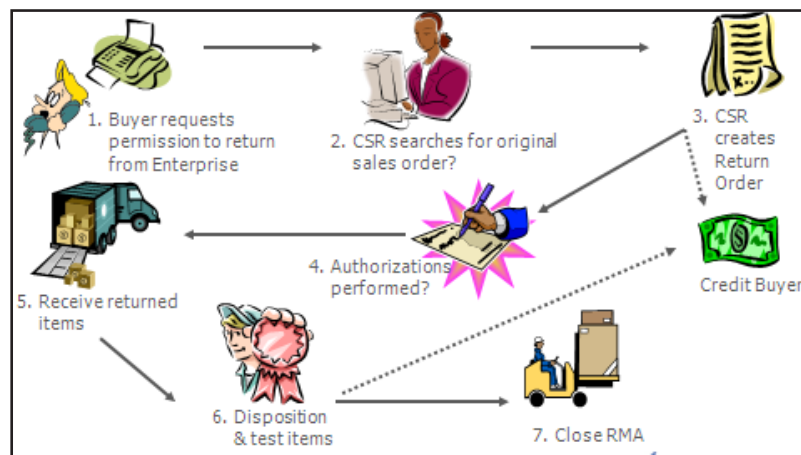 1. Buyer requests
permission to return
from Enterprise
2. CSR searches for original
sales order?
3. CSR
creates
Return
Order
4. Authorizations
performed?
5. Receive returned
items
Credit Buyer
6. Disposition
& test items
7. Close RMA